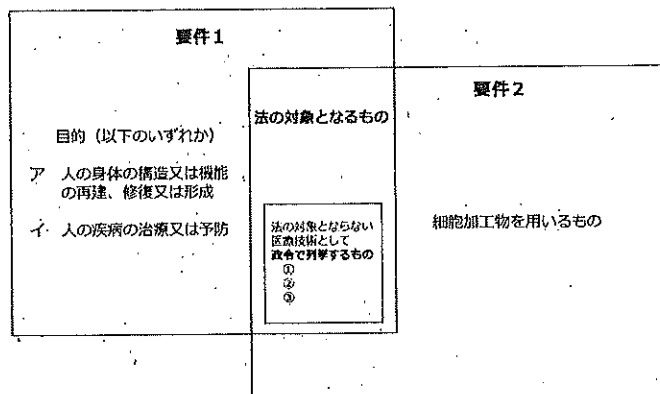 要件1
目的（以下のいずれか）
ア　人の身体の構造又は機能
の再建、修復又は形成
イ　人の疾病の治療又は予防
法の対象となるもの
法の対象とならない
医療技術として
政令で列挙するもの
①
②
③
要件2
細胞加工物を用いるもの